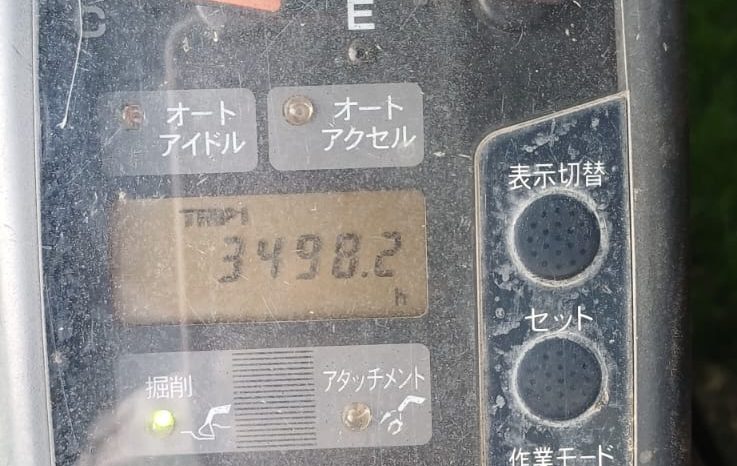 C
E
オート
アイドル
オート
アクセル
表示切替
TRIP1
3498.2
h
セット
掘削
アタッチメント
作業モード